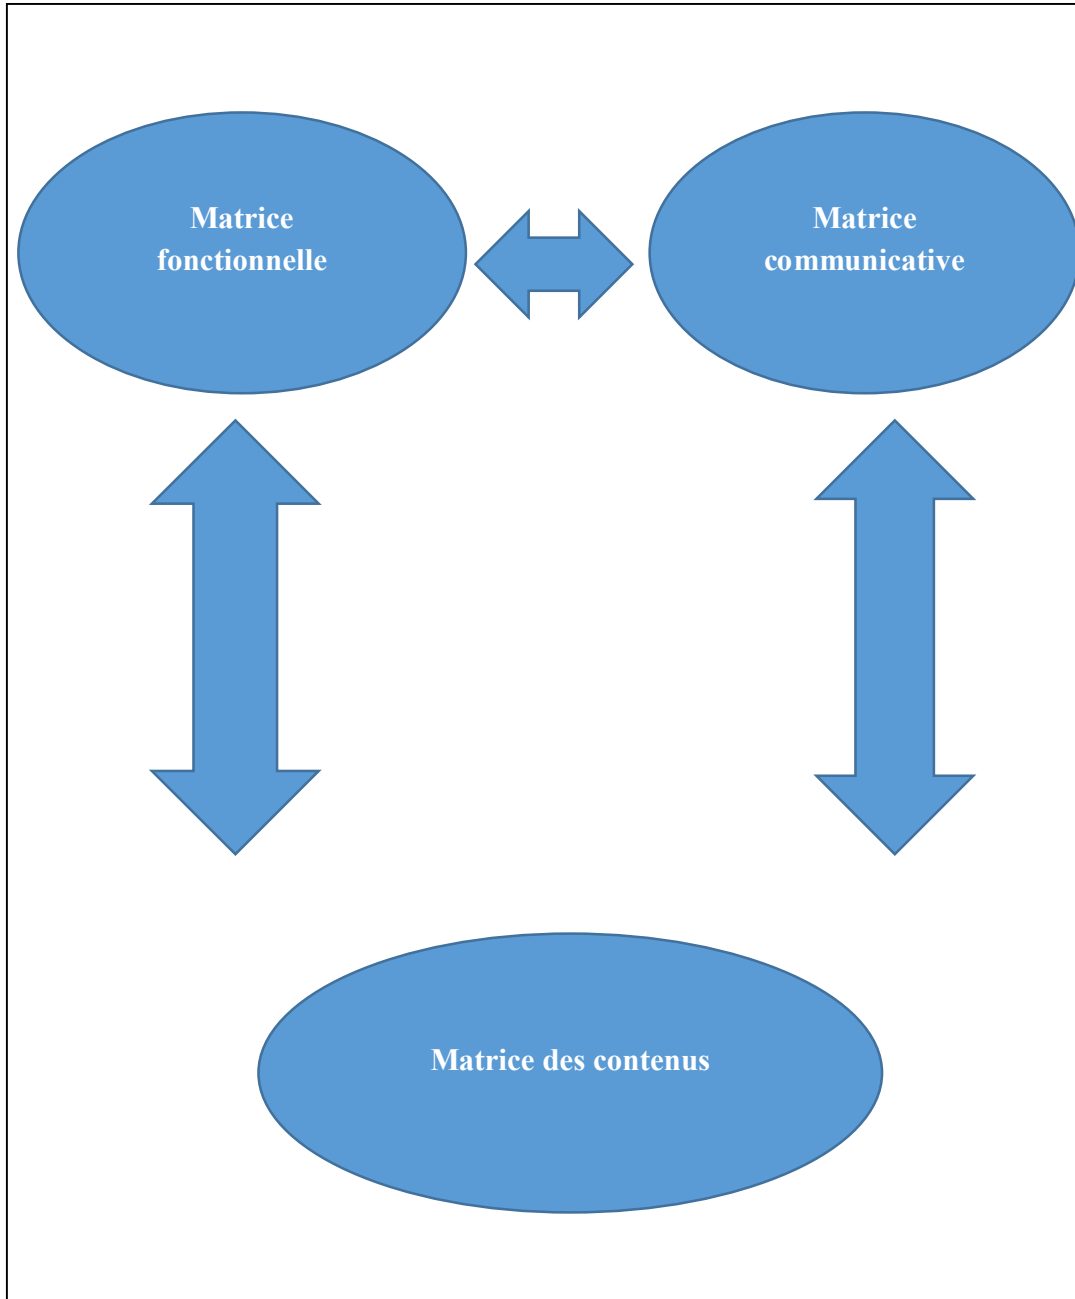 Matrice
fonctionnelle
Matrice
communicative
Matrice des contenus